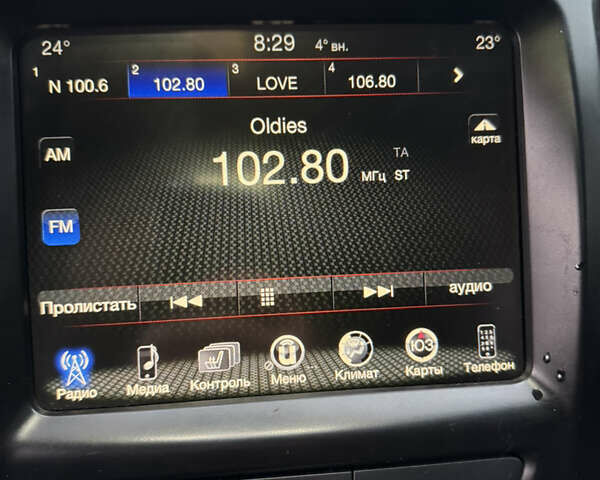 24° 8:29 4° вн. 23°
1 N 100.6 2 102.80 3 LOVE 4 106.80
Oldies
карта
AM
102.80 МГц TA ST
FM
Пролистать аудио
Радио Медиа Контроль Меню Климат Карты Телефон
ЮЗ